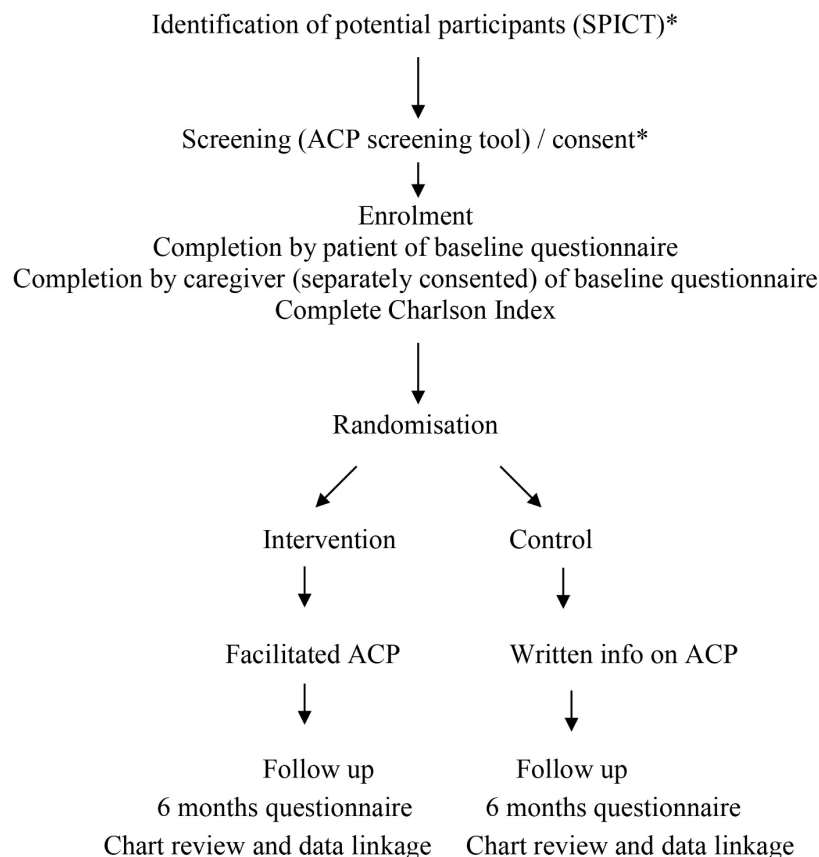 Identification of potential participants (SPICT)*
Screening (ACP screening tool) / consent*
Enrolment
Completion by patient of baseline questionnaire
Completion by caregiver (separately consented) of baseline questionnaire
Complete Charlson Index
Randomisation
Intervention
Control
Facilitated ACP
Written info on ACP
Follow up
6 months questionnaire
Chart review and data linkage
Follow up
6 months questionnaire
Chart review and data linkage